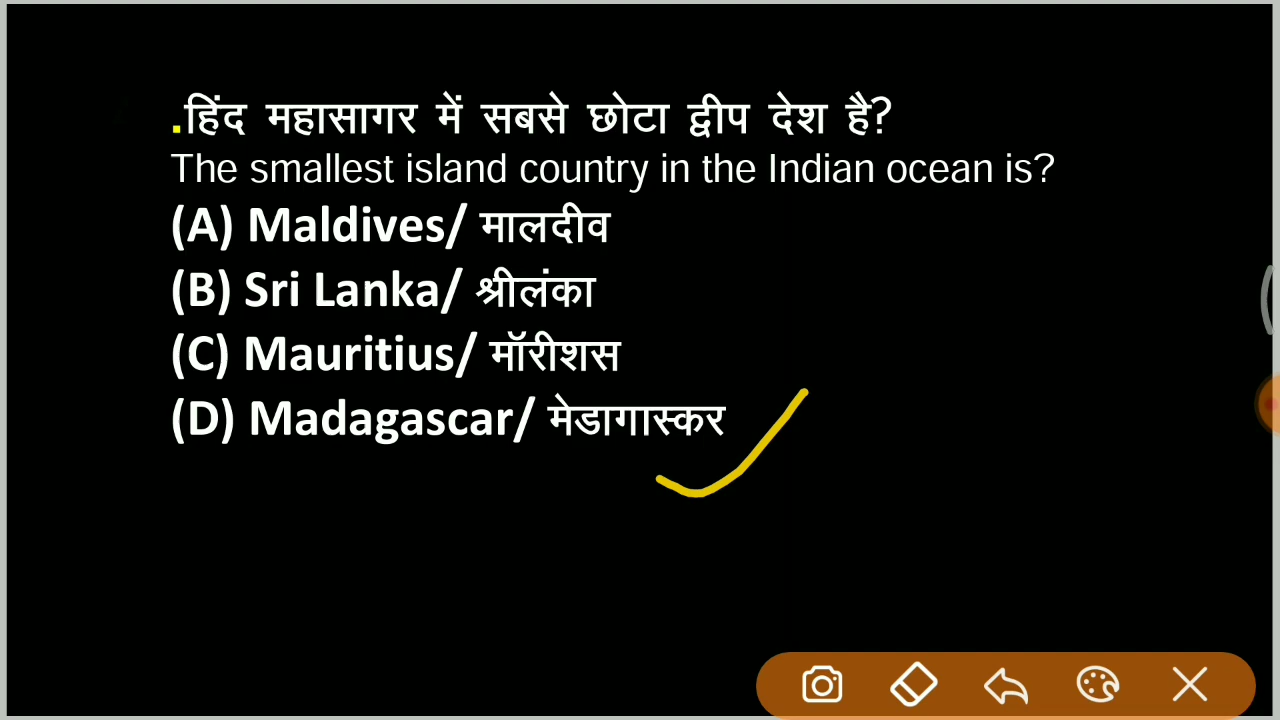 .हिंद महासागर में सबसे छोटा द्वीप देश है?
The smallest island country in the Indian ocean is?
(A) Maldives/ मालदीव
(B) Sri Lanka/ श्रीलंका
(C) Mauritius/ मॉरीशस
(D) Madagascar/ मेडागास्कर